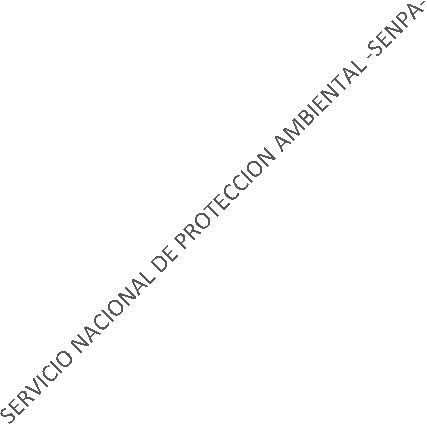 SERVICIO NACIONAL DE PROTECCION AMBIENTAL -SENPA-